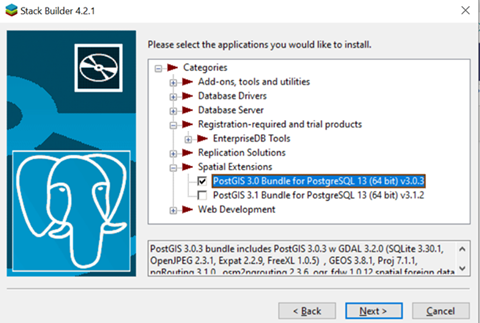 Stack Builder 4.2.1
Please select the applications you would like to install.
Categories
Add-ons, tools and utilities
Database Drivers
Database Server
Registration-required and trial products
EnterpriseDB Tools
Replication Solutions
Spatial Extensions
PostGIS 3.0 Bundle for PostgreSQL 13 (64 bit) v3.0.3
PostGIS 3.1 Bundle for PostgreSQL 13 (64 bit) v3.1.2
Web Development
PostGIS 3.0.3 bundle includes PostGIS 3.0.3 w GDAL 3.2.0 (SQLite 3.30.1,
OpenJPEG 2.3.1, Expat 2.2.9, FreeXL 1.0.5) , GEOS 3.8.1, Proj 7.1.1,
pgRouting 3.1.0, osm2pgrouting 2.3.6, ogr_fdw 1.0.12 spatial foreign data
< Back
Next >
Cancel